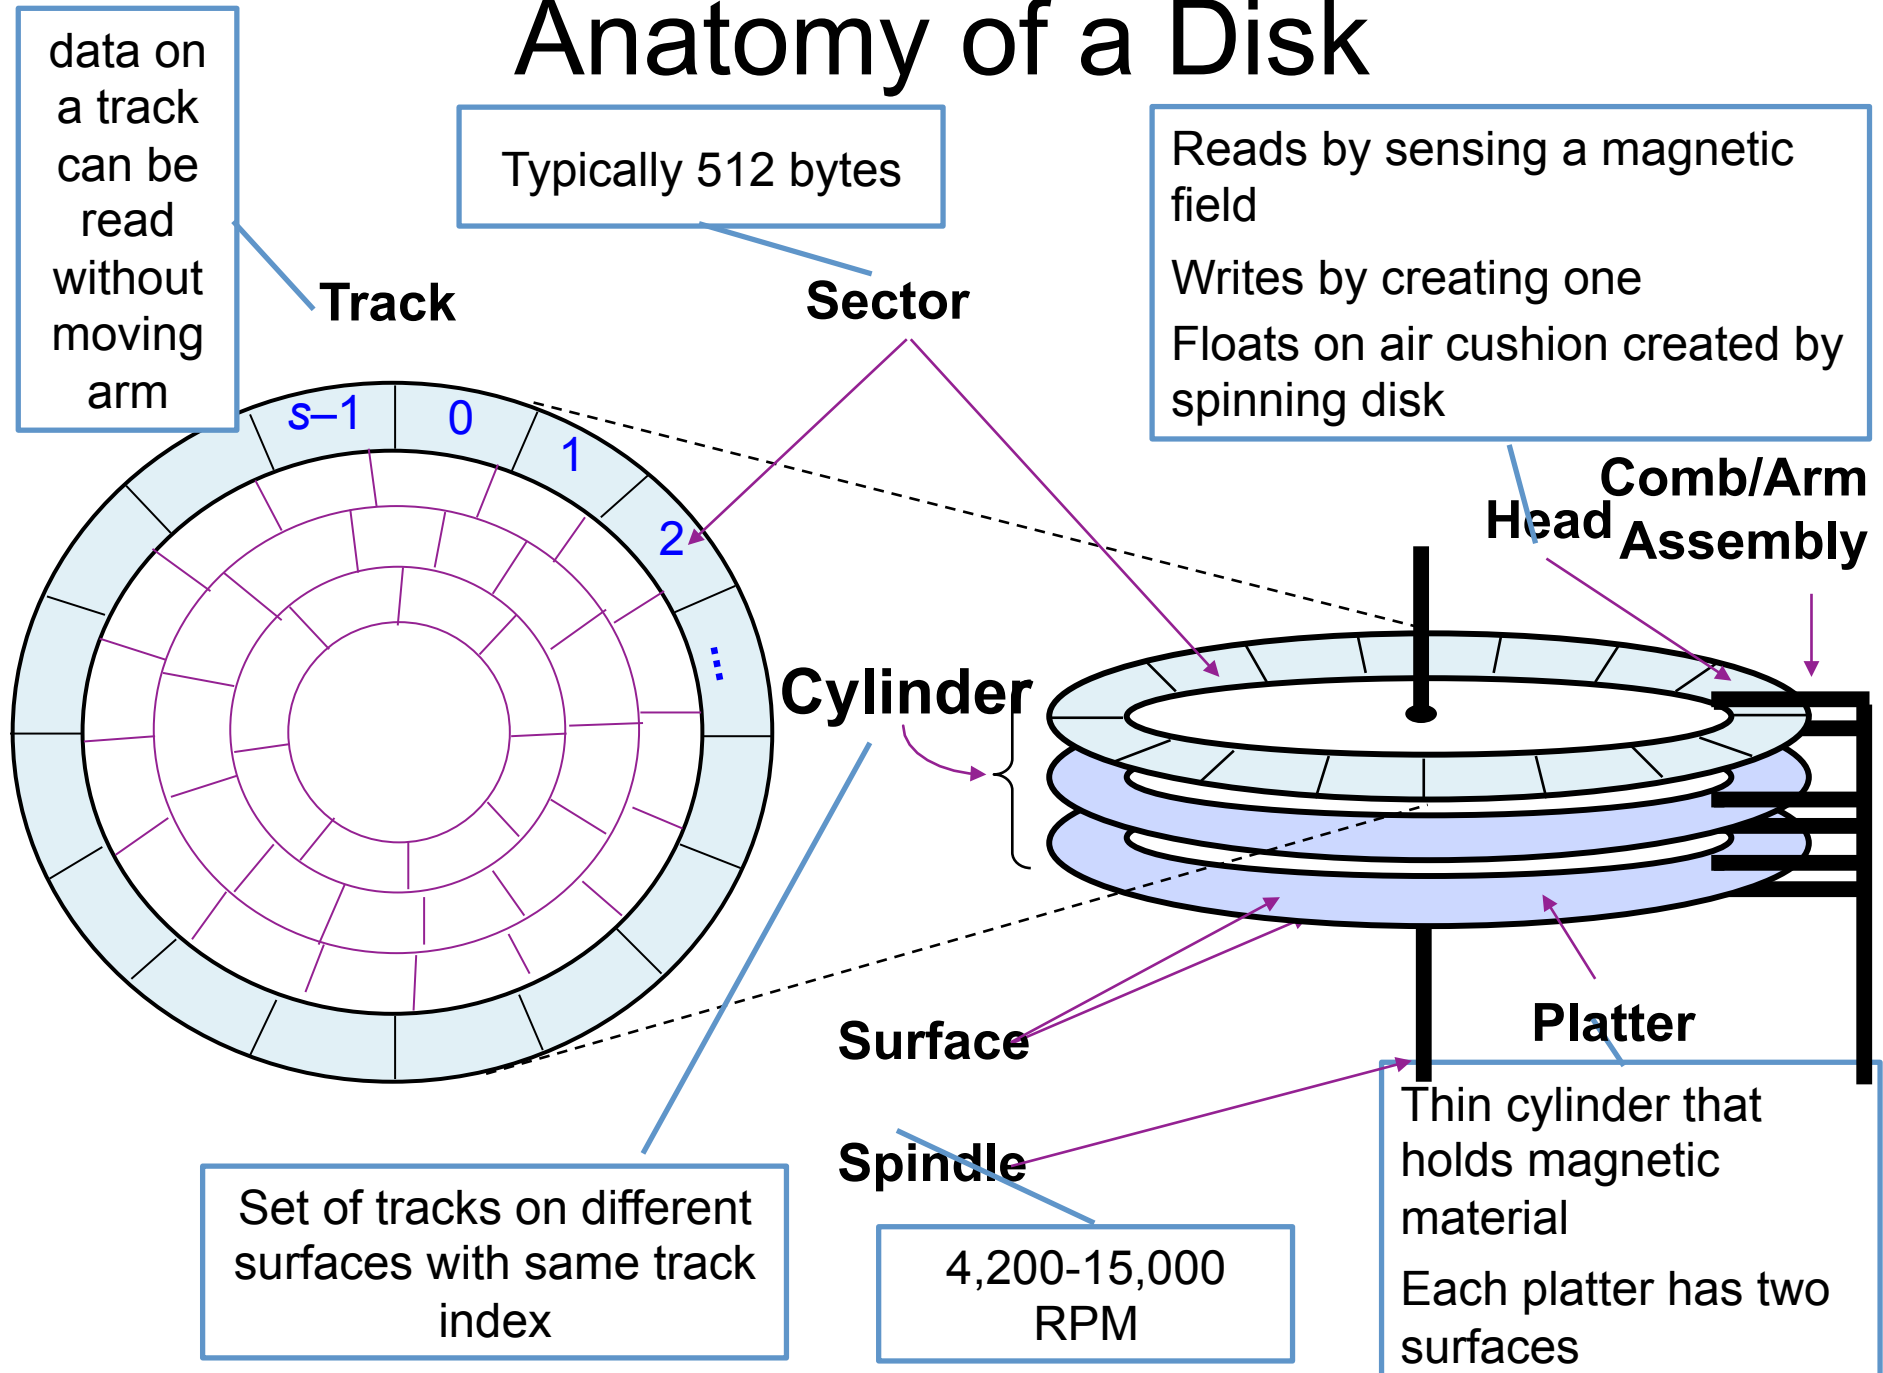 Anatomy of a Disk
data on
a track
can be
read
without
moving
arm
Typically 512 bytes
Reads by sensing a magnetic
field
Writes by creating one
Floats on air cushion created by
spinning disk
Track
Sector
Head
Comb/Arm
Assembly
s–1
0
1
2
...
Cylinder
Surface
Platter
Spindle
Set of tracks on different
surfaces with same track
index
4,200-15,000
RPM
Thin cylinder that
holds magnetic
material
Each platter has two
surfaces